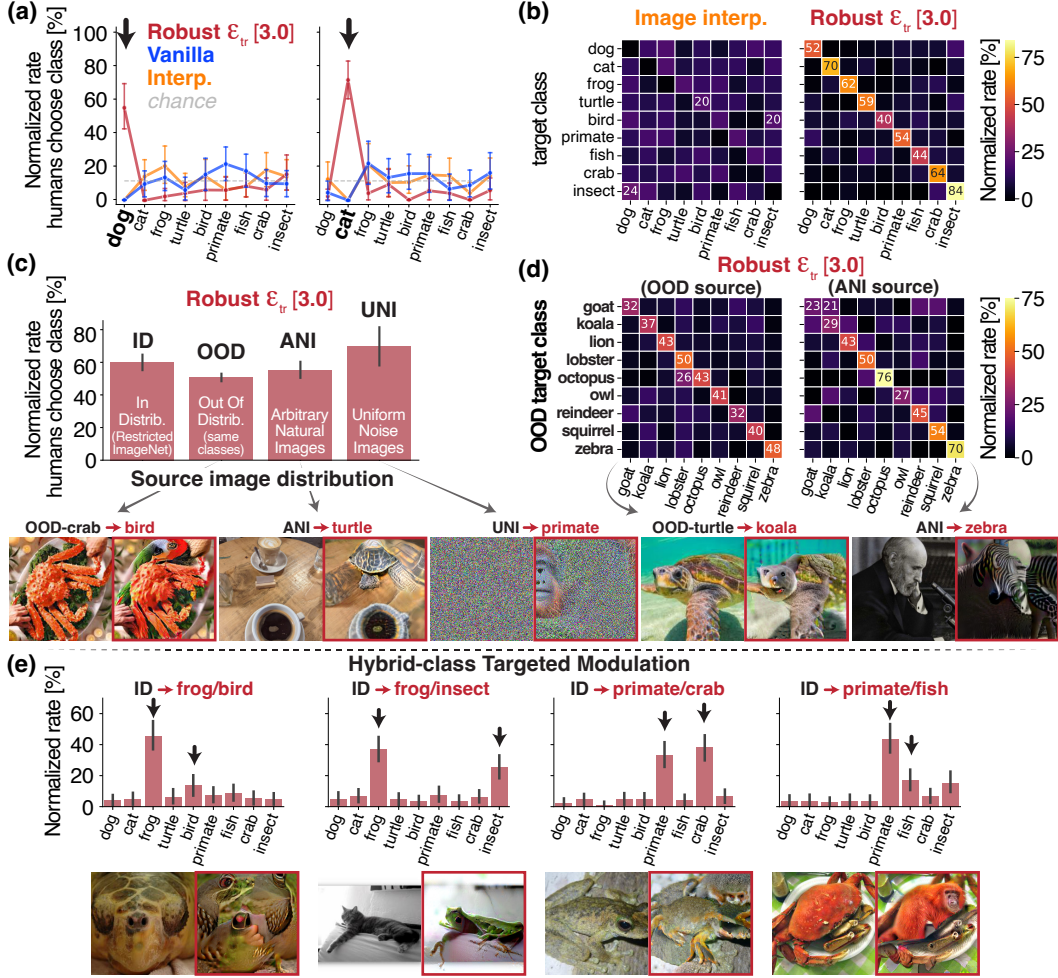 (a)
Normalized rate
humans choose class [%]
100
80
60
40
20
0
Robust ε_tr [3.0]
Vanilla
Interp.
chance
dog
cat
frog
turtle
bird
primate
fish
crab
insect
dog
cat
frog
turtle
bird
primate
fish
crab
insect
(b)
Image interp.
Robust ε_tr [3.0]
target class
dog
cat
frog
turtle
bird
primate
fish
crab
insect
20
20
24
52
70
62
59
40
54
44
64
84
dog
cat
frog
turtle
bird
primate
fish
crab
insect
dog
cat
frog
turtle
bird
primate
fish
crab
insect
75
50
25
0
Normalized rate [%]
(c)
Normalized rate
humans choose class [%]
80
60
40
20
0
Robust ε_tr [3.0]
ID
OOD
ANI
UNI
In
Distrib.
(Restricted
ImageNet)
Out Of
Distrib.
(same
classes)
Arbitrary
Natural
Images
Uniform
Noise
Images
Source image distribution
(d)
Robust ε_tr [3.0]
(OOD source)
(ANI source)
OOD target class
goat
koala
lion
lobster
octopus
owl
reindeer
squirrel
zebra
32
37
43
50
26 43
41
32
40
48
23 21
29
43
50
76
27
45
54
70
goat
koala
lion
lobster
octopus
owl
reindeer
squirrel
zebra
goat
koala
lion
lobster
octopus
owl
reindeer
squirrel
zebra
75
50
25
0
Normalized rate [%]
OOD-crab → bird
ANI → turtle
UNI → primate
OOD-turtle → koala
ANI → zebra
(e)
Hybrid-class Targeted Modulation
Normalized rate [%]
60
40
20
0
ID → frog/bird
ID → frog/insect
ID → primate/crab
ID → primate/fish
dog
cat
frog
turtle
bird
primate
fish
crab
insect
dog
cat
frog
turtle
bird
primate
fish
crab
insect
dog
cat
frog
turtle
bird
primate
fish
crab
insect
dog
cat
frog
turtle
bird
primate
fish
crab
insect